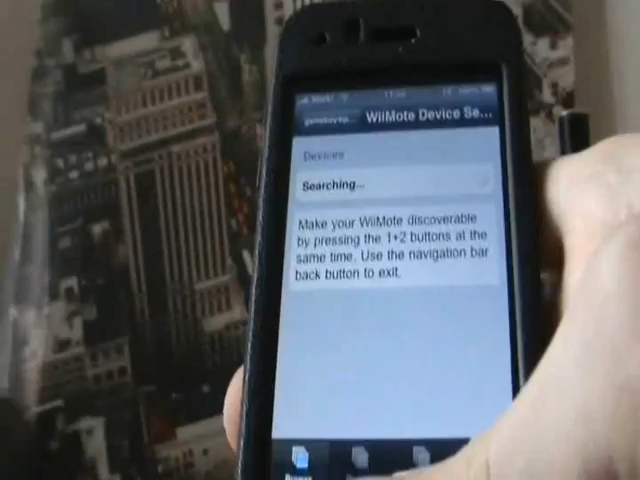 WiiMote Device Se...
Devices
Searching...
Make your WiiMote discoverable
by pressing the 1+2 buttons at the
same time. Use the navigation bar
back button to exit.